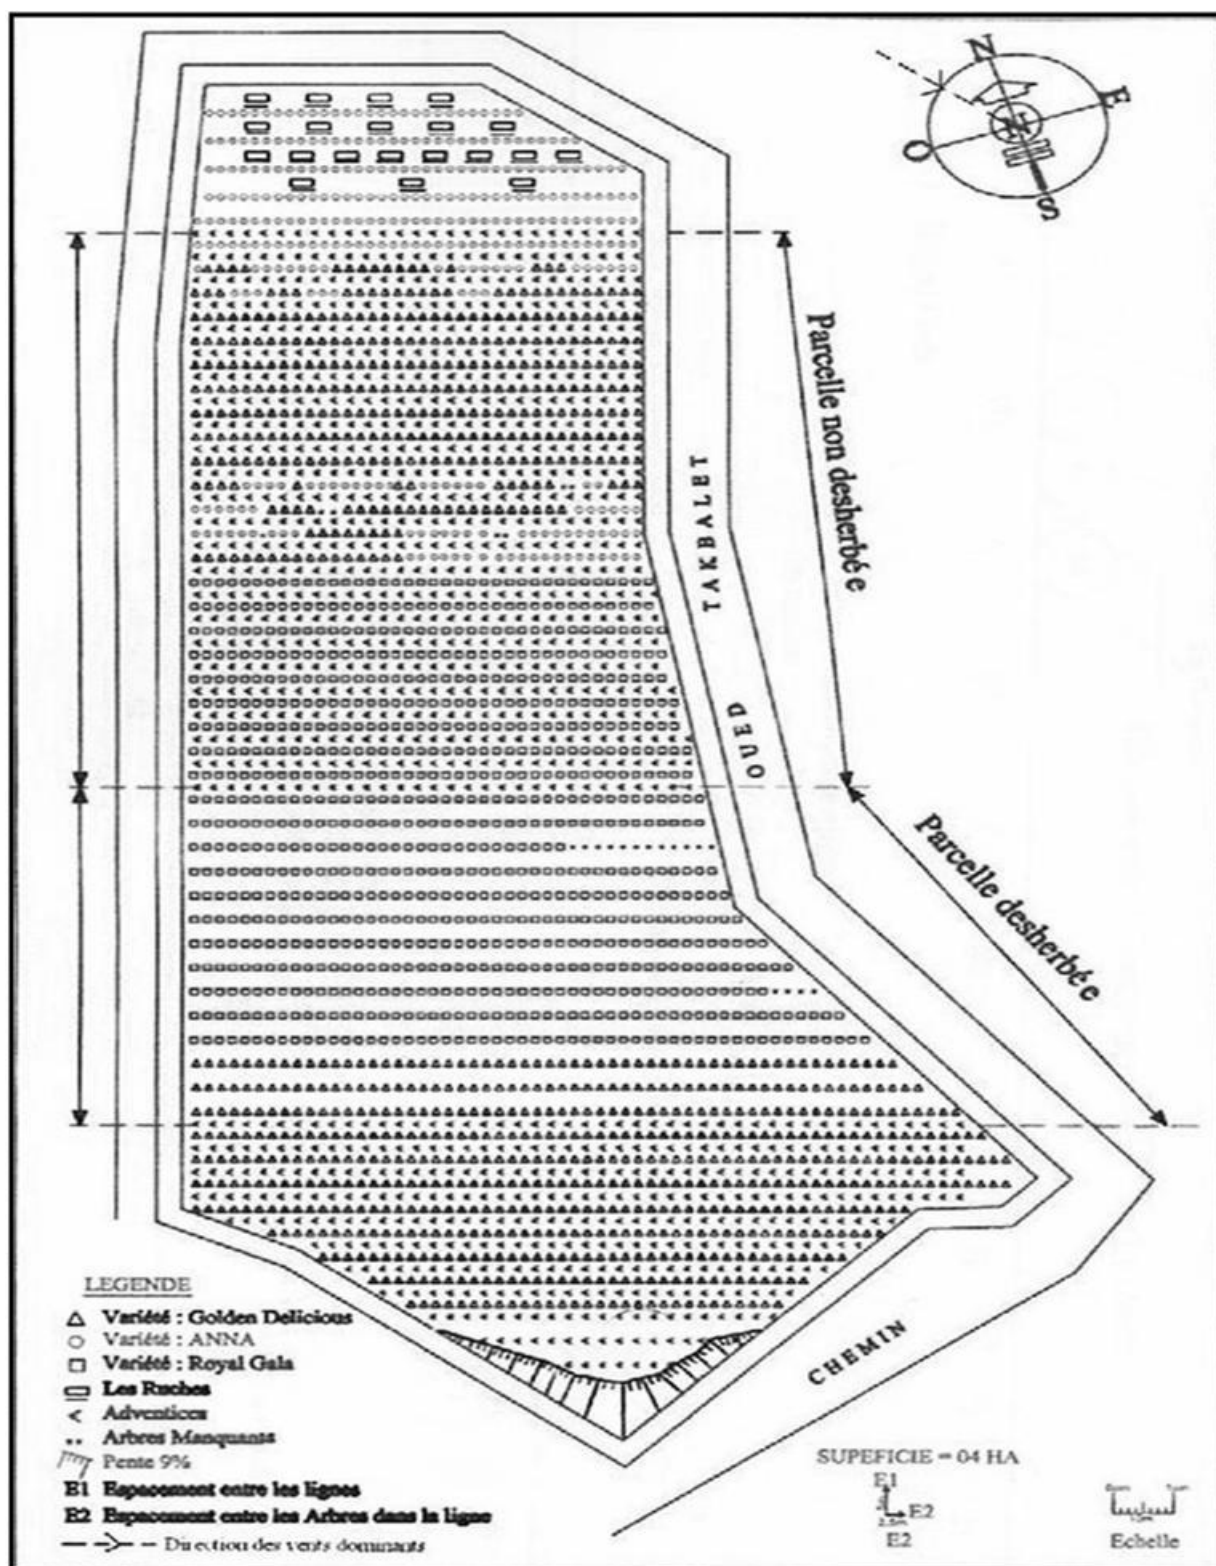 N
E
O
S
Parcelle non desherbée
TAKBALET
OUED
Parcelle desherbée
CHEMIN
LEGENDE
Variété : Golden Delicious
Variété : ANNA
Variété : Royal Gala
Les Ruches
Adventices
Arbres Manquants
Pente 9%
E1 Espacement entre les lignes
E2 Espacement entre les Arbres dans la ligne
Direction des vents dominants
SUPEFICIE = 04 HA
E1
E2
2.5m
E2
Echelle